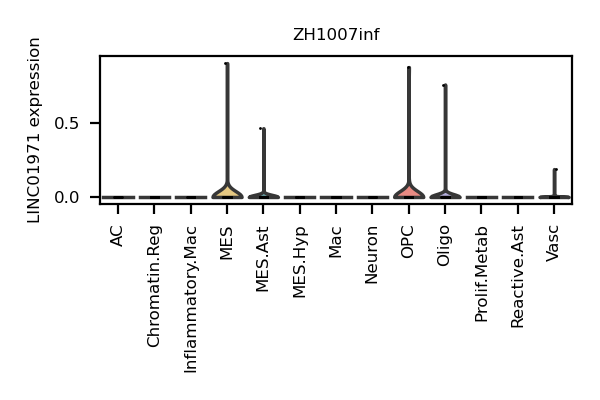 ZH1007inf
LINC01971 expression
0.5
0.0
AC
Chromatin.Reg
Inflammatory.Mac
MES
MES.Ast
MES.Hyp
Mac
Neuron
OPC
Oligo
Prolif.Metab
Reactive.Ast
Vasc